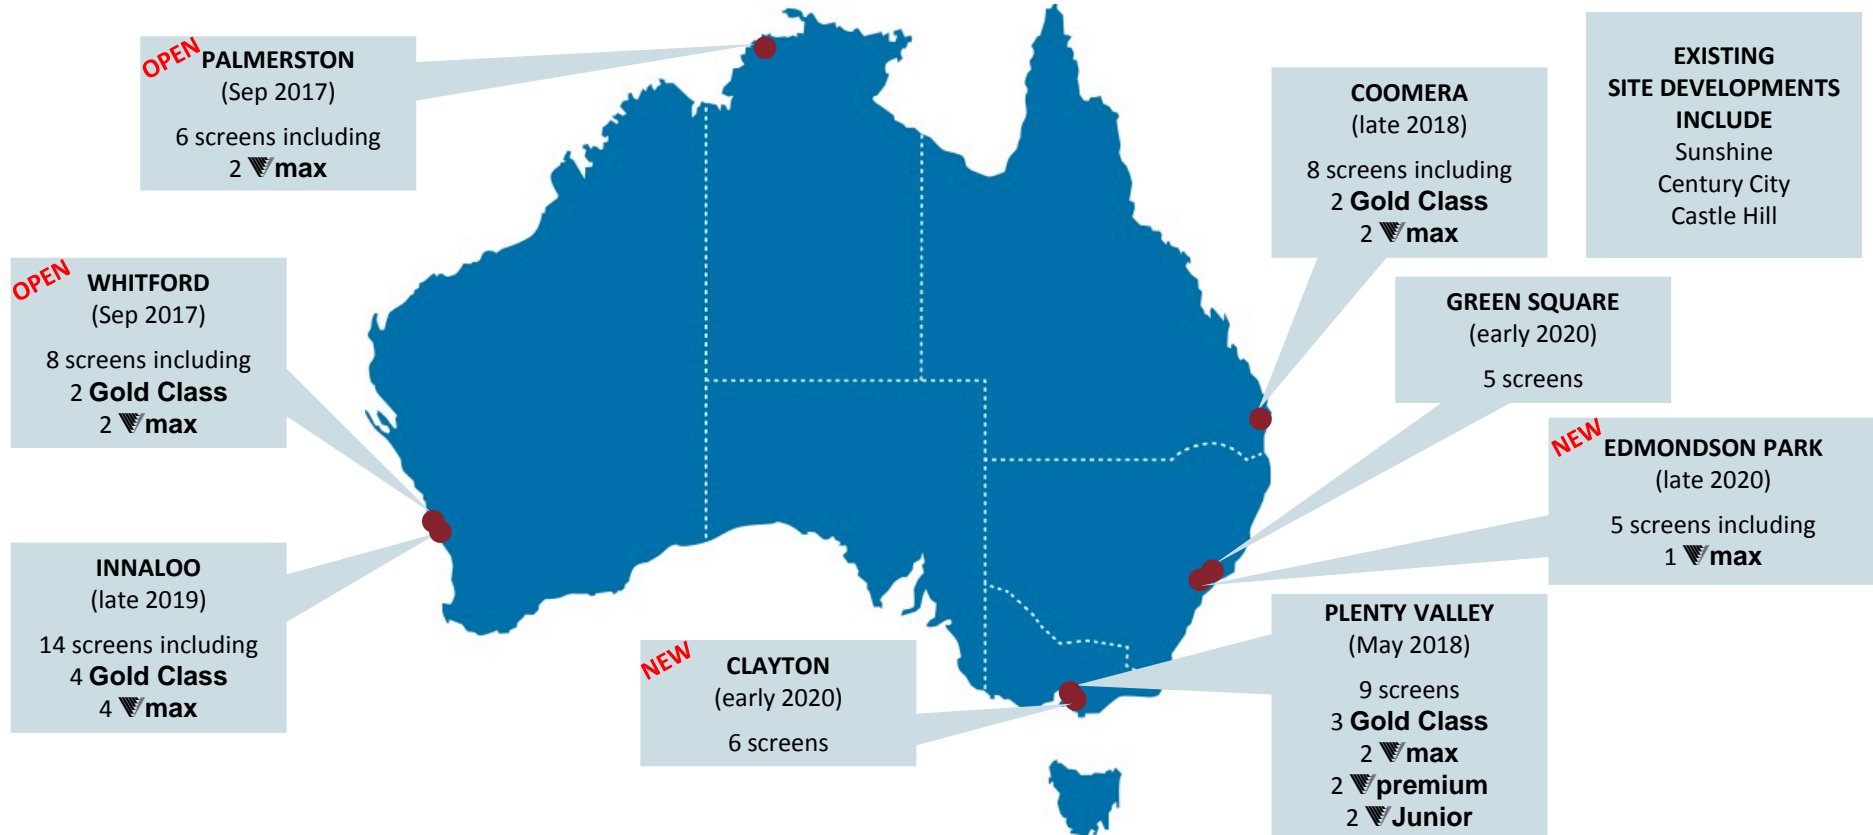 OPEN
PALMERSTON
(Sep 2017)
6 screens including
2 Vmax
OPEN
WHITFORD
(Sep 2017)
8 screens including
2 Gold Class
2 Vmax
INNALOO
(late 2019)
14 screens including
4 Gold Class
4 Vmax
NEW
CLAYTON
(early 2020)
6 screens
COOMERA
(late 2018)
8 screens including
2 Gold Class
2 Vmax
EXISTING
SITE DEVELOPMENTS
INCLUDE
Sunshine
Century City
Castle Hill
GREEN SQUARE
(early 2020)
5 screens
NEW
EDMONDSON PARK
(late 2020)
5 screens including
1 Vmax
PLENTY VALLEY
(May 2018)
9 screens
3 Gold Class
2 Vmax
2 Vpremium
2 VJunior